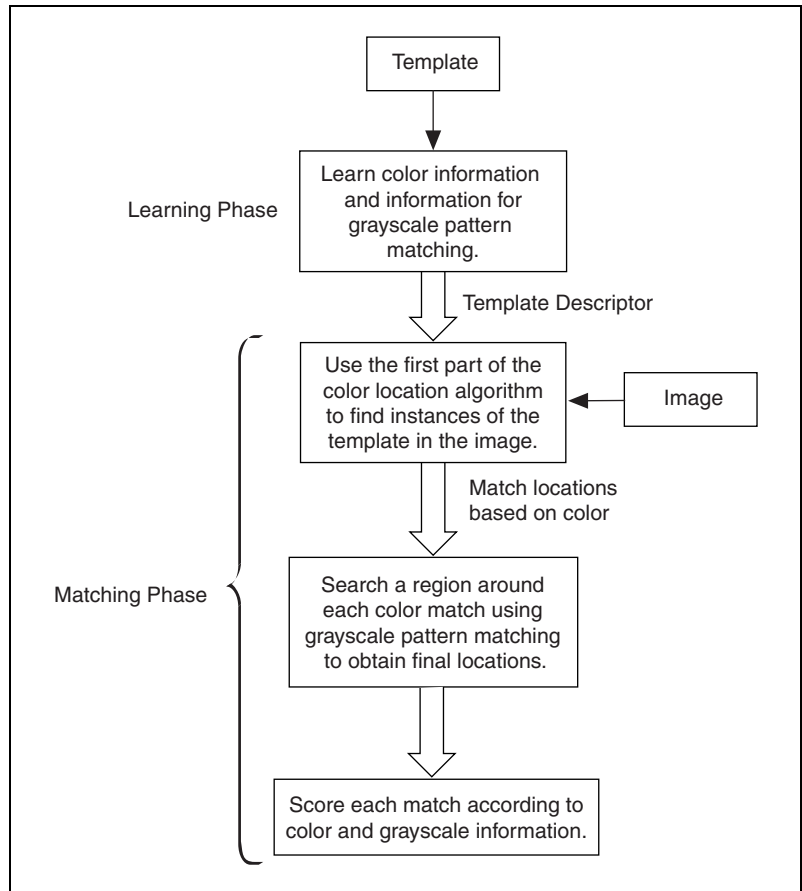 Template
Learn color information
and information for
grayscale pattern
matching.
Learning Phase
Template Descriptor
Use the first part of the
color location algorithm
to find instances of the
template in the image.
Image
Match locations
based on color
Matching Phase
Search a region around
each color match using
grayscale pattern matching
to obtain final locations.
Score each match according to
color and grayscale information.